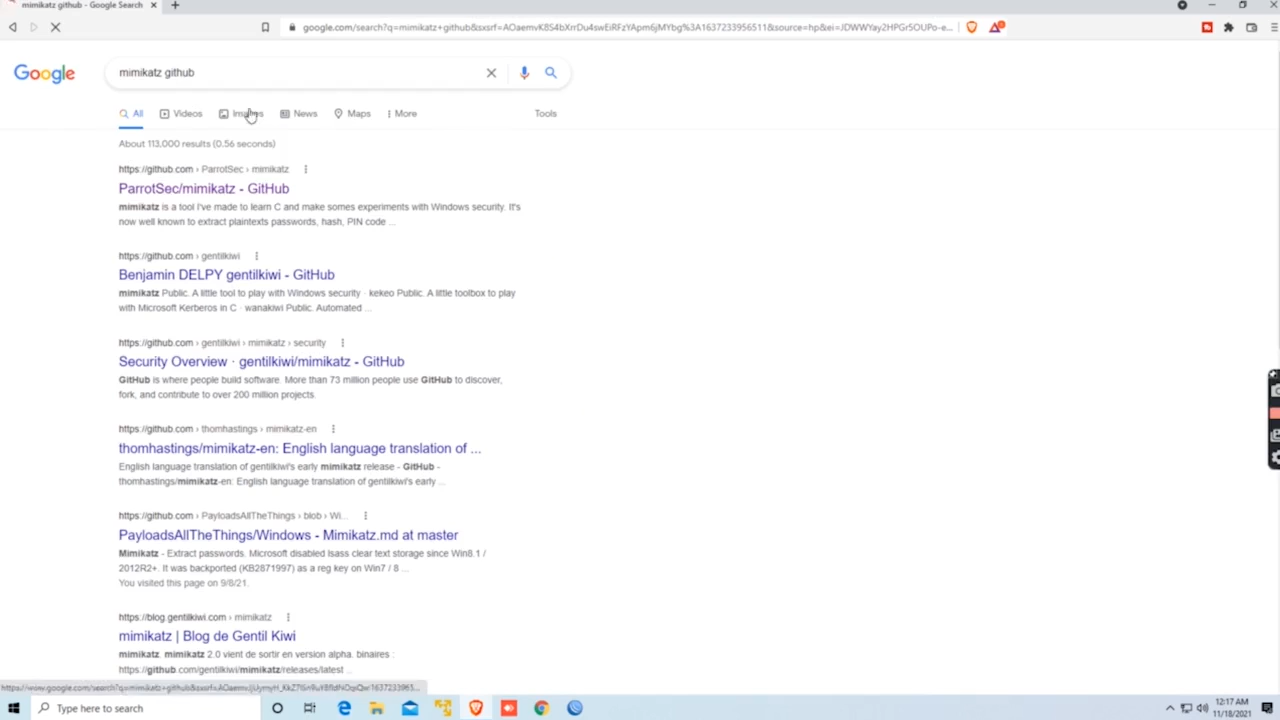 mimikatz github - Google Search
google.com/search?q=mimikatz+github&sxsrf=AOaemvK8S4bXrrDu4swEiRFzYApm6jMYbg%3A1637233956511&source=hp&ei=JDWWYay2HPGr5OUPo-e...
Google
mimikatz github
All Videos Images News Maps More Tools
About 113,000 results (0.56 seconds)
https://github.com › ParrotSec › mimikatz
ParrotSec/mimikatz - GitHub
mimikatz is a tool I've made to learn C and make somes experiments with Windows security. It's
now well known to extract plaintexts passwords, hash, PIN code ...
https://github.com › gentilkiwi
Benjamin DELPY gentilkiwi - GitHub
mimikatz Public. A little tool to play with Windows security · kekeo Public. A little toolbox to play
with Microsoft Kerberos in C · wanakiwi Public. Automated ...
https://github.com › gentilkiwi › mimikatz › security
Security Overview · gentilkiwi/mimikatz - GitHub
GitHub is where people build software. More than 73 million people use GitHub to discover,
fork, and contribute to over 200 million projects.
https://github.com › thomhastings › mimikatz-en
thomhastings/mimikatz-en: English language translation of ...
English language translation of gentilkiwi's early mimikatz release - GitHub -
thomhastings/mimikatz-en: English language translation of gentilkiwi's early ...
https://github.com › PayloadsAllTheThings › blob › Wi...
PayloadsAllTheThings/Windows - Mimikatz.md at master
Mimikatz - Extract passwords. Microsoft disabled lsass clear text storage since Win8.1 /
2012R2+. It was backported (KB2871997) as a reg key on Win7 / 8 ...
You visited this page on 9/8/21.
https://blog.gentilkiwi.com › mimikatz
mimikatz | Blog de Gentil Kiwi
mimikatz. mimikatz 2.0 vient de sortir en version alpha. binaires :
https://github.com/gentilkiwi/mimikatz/releases/latest ...
Type here to search
12:17 AM
11/18/2021